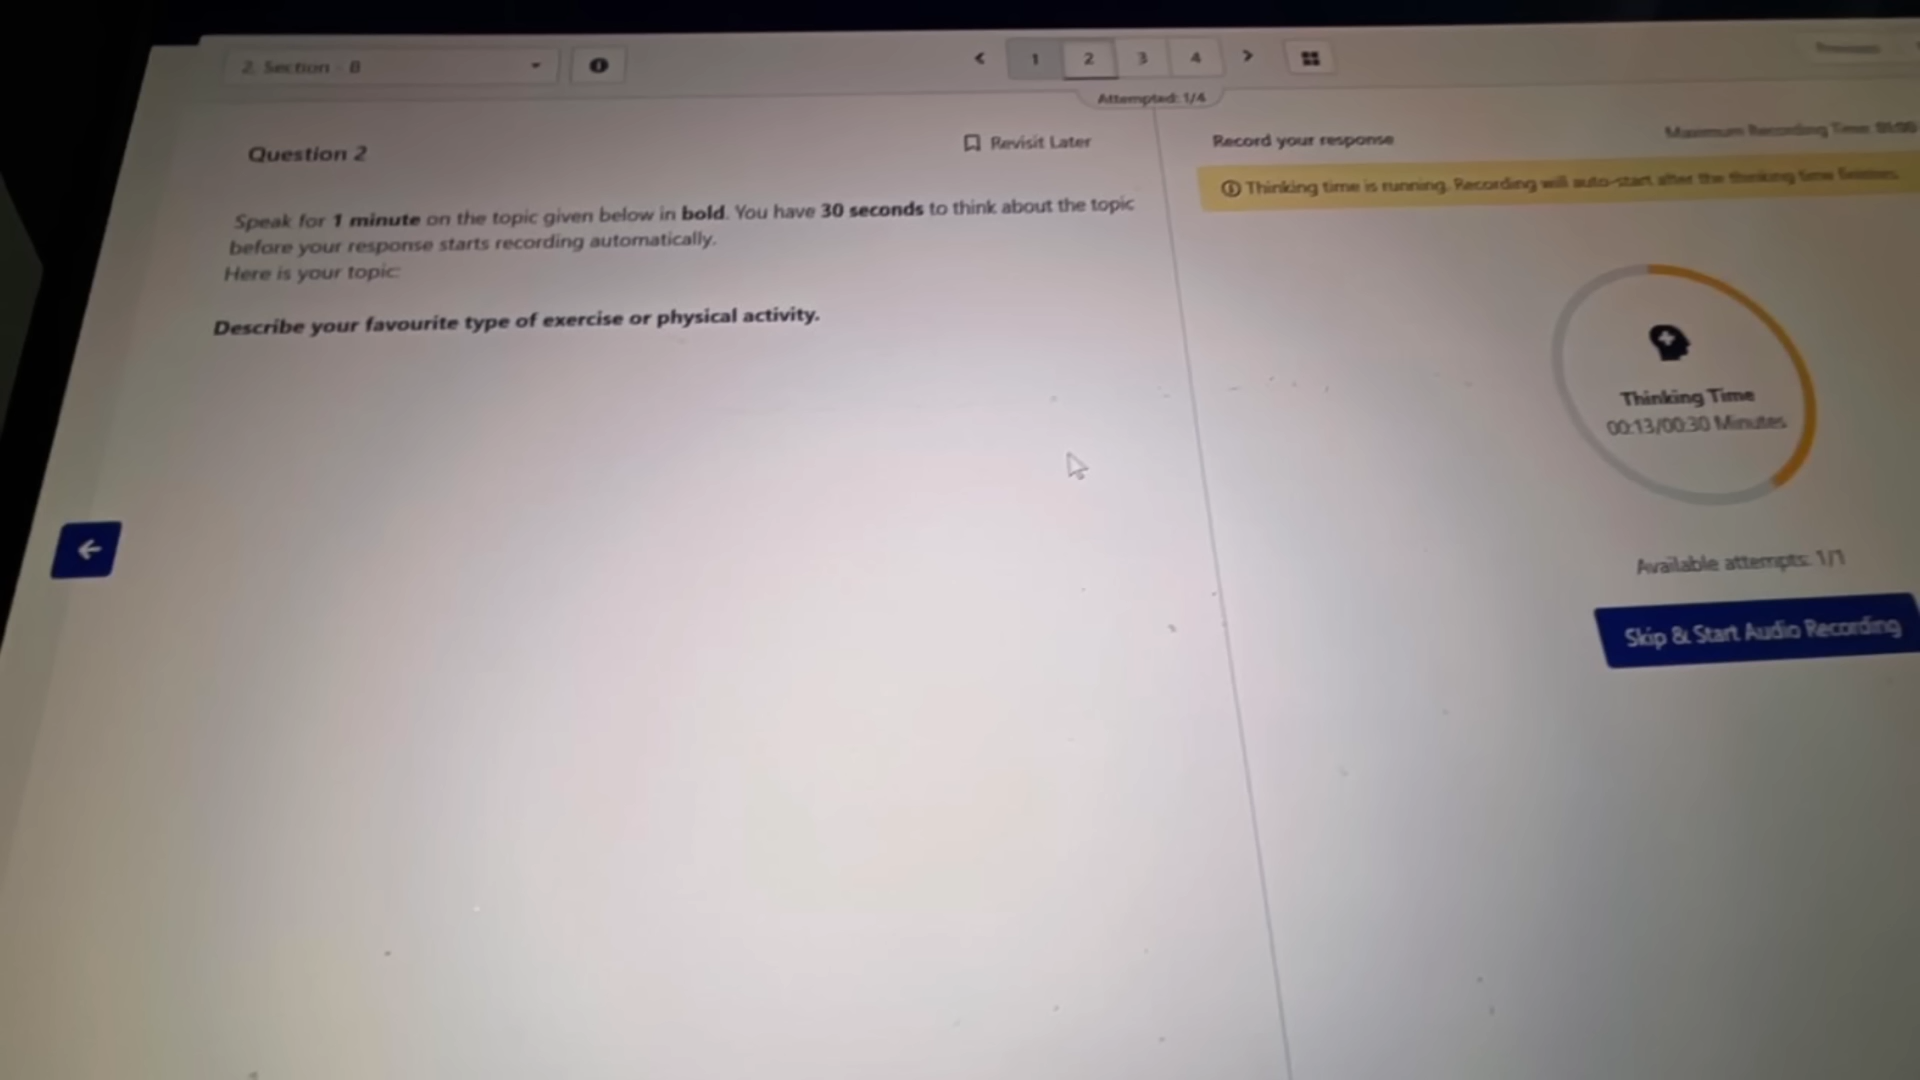 2. Section - B
1 2 3 4
Attempted: 1/4
Question 2
Revisit Later
Record your response
Maximum Recording Time:
Thinking time is running. Recording will auto-start after the thinking time finishes.
Speak for 1 minute on the topic given below in bold. You have 30 seconds to think about the topic
before your response starts recording automatically.
Here is your topic:
Describe your favourite type of exercise or physical activity.
Thinking Time
00:13/00:30 Minutes
Available attempts: 1/1
Skip & Start Audio Recording